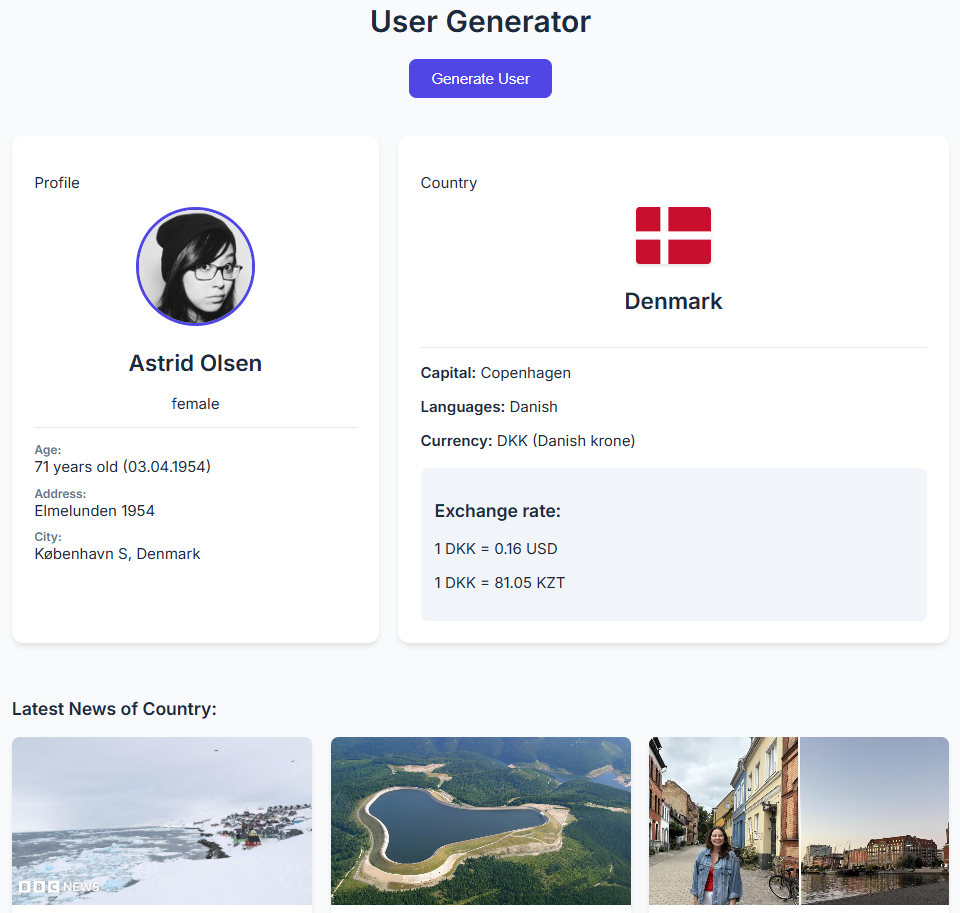 User Generator
Generate User
Profile
Astrid Olsen
female
Age:
71 years old (03.04.1954)
Address:
Elmelunden 1954
City:
København S, Denmark
Country
Denmark
Capital: Copenhagen
Languages: Danish
Currency: DKK (Danish krone)
Exchange rate:
1 DKK = 0.16 USD
1 DKK = 81.05 KZT
Latest News of Country:
BBC NEWS